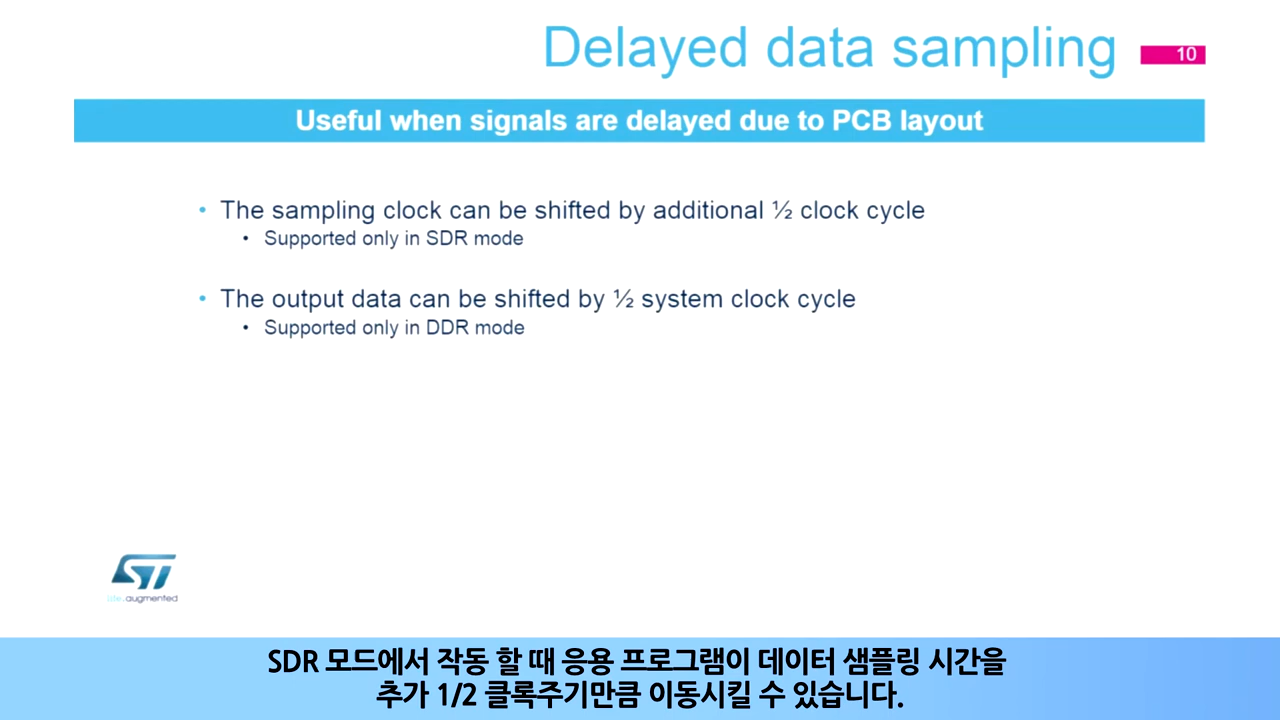 Delayed data sampling
10
Useful when signals are delayed due to PCB layout
• The sampling clock can be shifted by additional ½ clock cycle
• Supported only in SDR mode
• The output data can be shifted by ½ system clock cycle
• Supported only in DDR mode
ST
life.augmented
SDR 모드에서 작동 할 때 응용 프로그램이 데이터 샘플링 시간을
추가 1/2 클록주기만큼 이동시킬 수 있습니다.